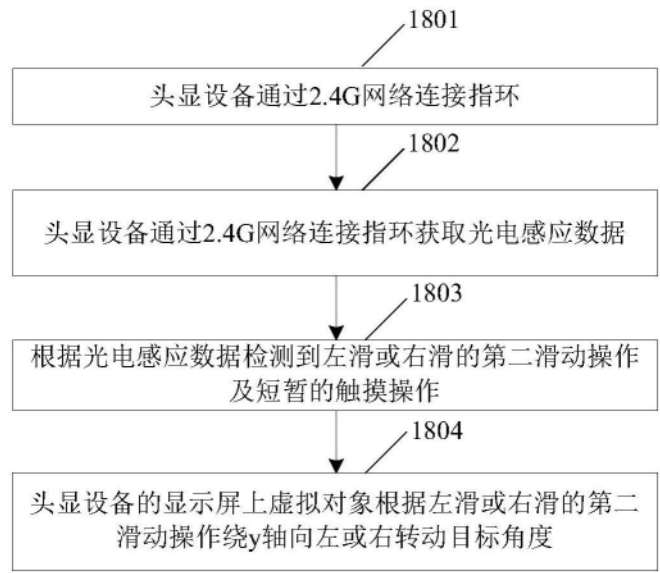 1801
头显设备通过2.4G网络连接指环
1802
头显设备通过2.4G网络连接指环获取光电感应数据
1803
根据光电感应数据检测到左滑或右滑的第二滑动操作
及短暂的触摸操作
1804
头显设备的显示屏上虚拟对象根据左滑或右滑的第二
滑动操作绕y轴向左或右转动目标角度